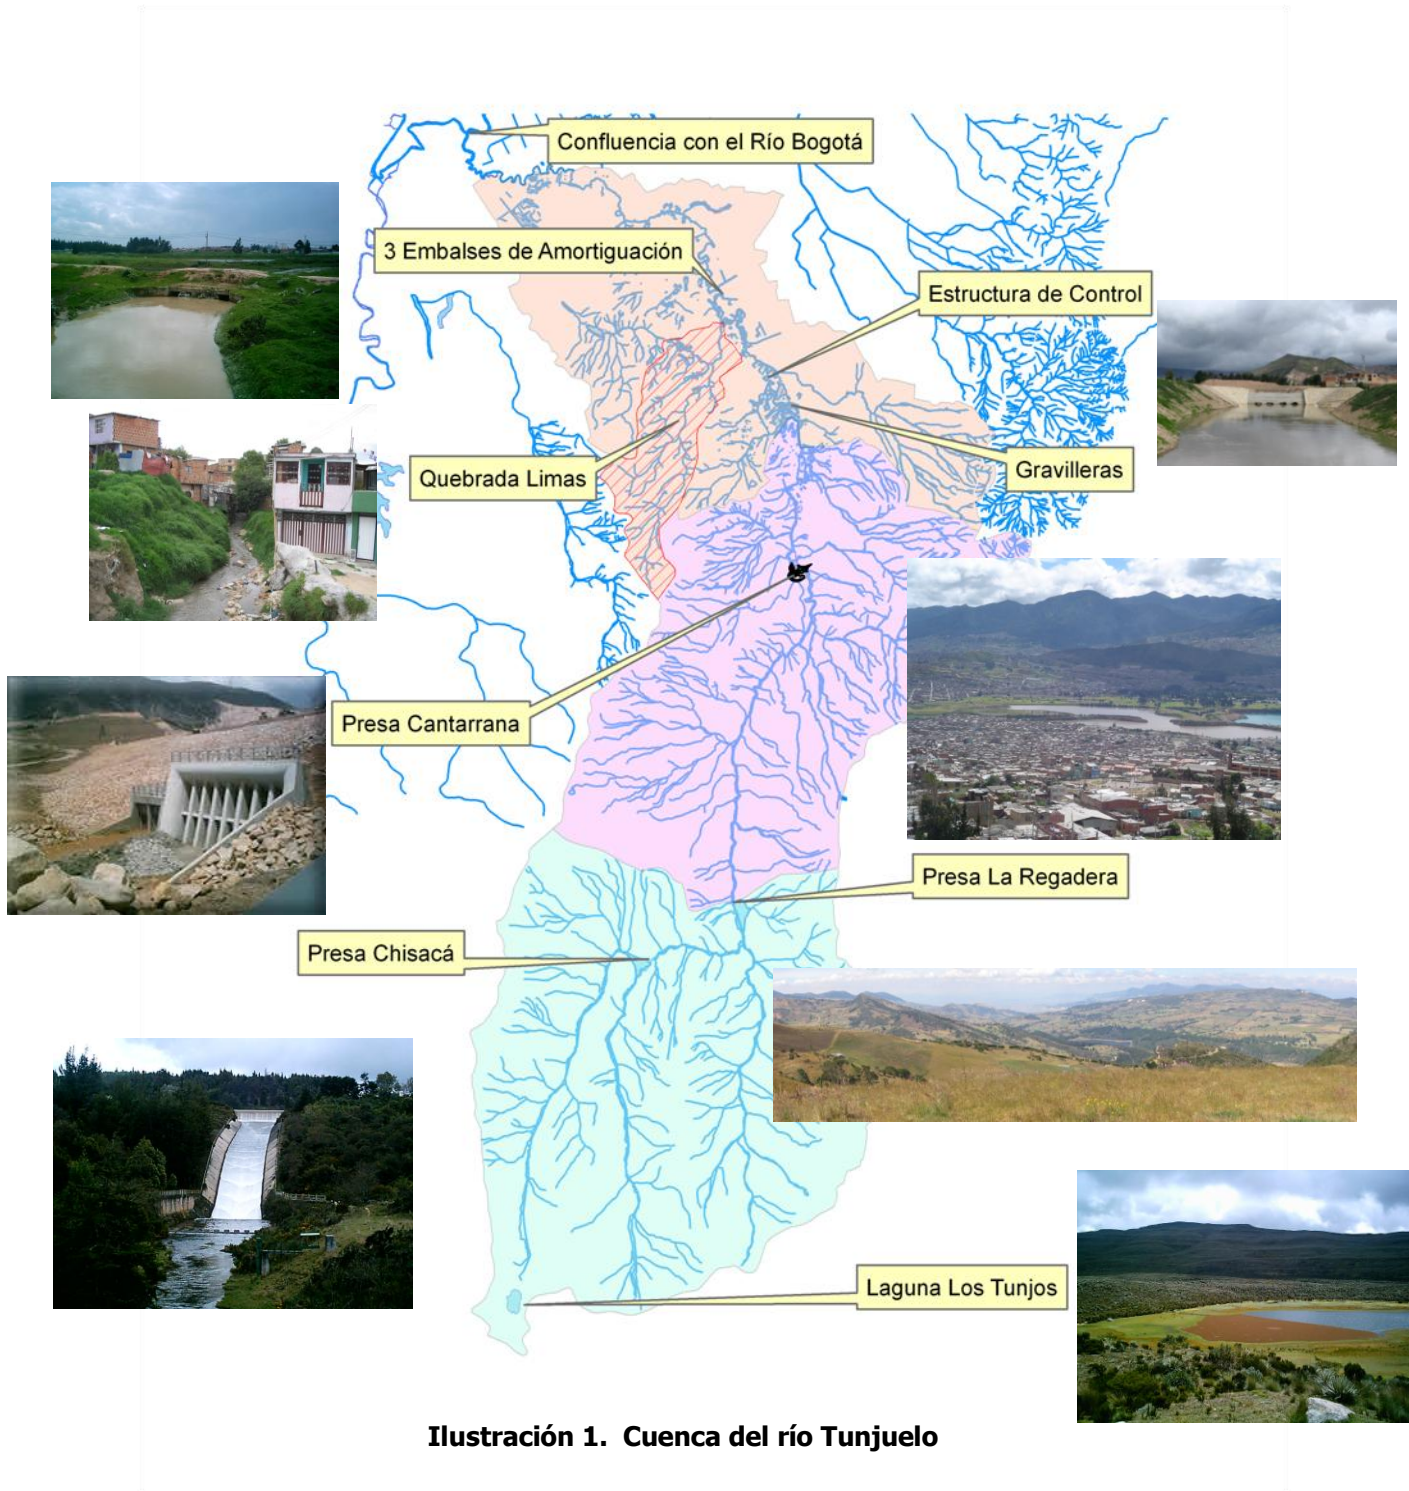 Confluencia con el Río Bogotá
3 Embalses de Amortiguación
Estructura de Control
Quebrada Limas
Gravilleras
Presa Cantarrana
Presa La Regadera
Presa Chisacá
Laguna Los Tunjos
Ilustración 1. Cuenca del río Tunjuelo